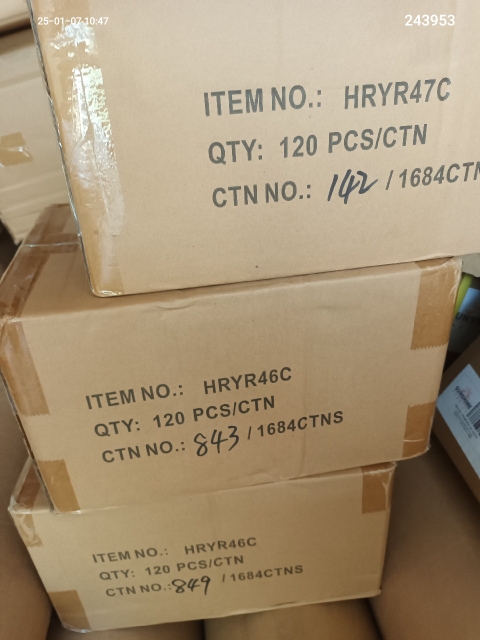 25-01-07 10:47
243953
ITEM NO.: HRYR47C
QTY: 120 PCS/CTN
CTN NO.: 142 / 1684CTN
ITEM NO.: HRYR46C
QTY: 120 PCS/CTN
CTN NO.: 843 / 1684CTNS
ITEM NO.: HRYR46C
QTY: 120 PCS/CTN
CTN NO.: 849 / 1684CTNS